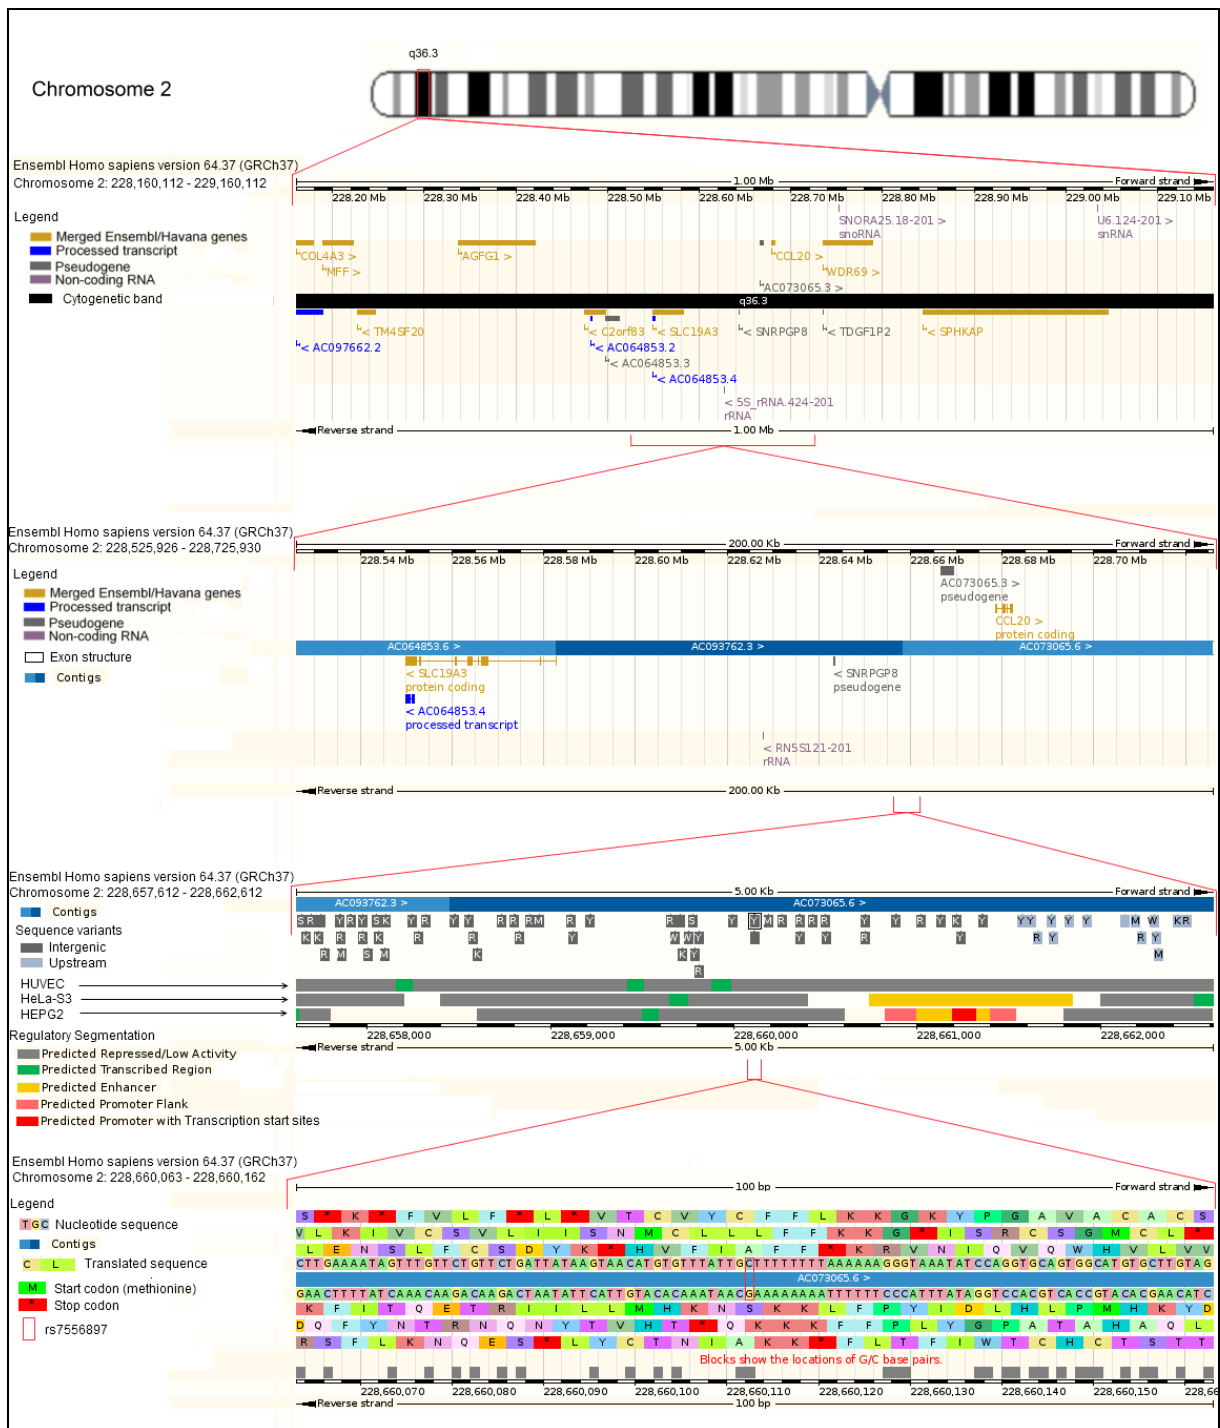 q36.3
Chromosome 2
Ensembl Homo sapiens version 64.37 (GRCh37)
Chromosome 2: 228,160,112 - 229,160,112
1.00 Mb
Forward strand
228.20 Mb 228.30 Mb 228.40 Mb 228.50 Mb 228.60 Mb 228.70 Mb 228.80 Mb 228.90 Mb 229.00 Mb 229.10 Mb
Legend
Merged Ensembl/Havana genes
Processed transcript
Pseudogene
Non-coding RNA
Cytogenetic band
SNORA25.18-201 >
snoRNA
U6.124-201 >
snRNA
COL4A3 >
AGFG1 >
CCL20 >
MFF >
WDR69 >
AC073065.3 >
q36.3
< TM4SF20
< C2orf83
< SLC19A3
< SNRPGP8
< TDGF1P2
< SPHKAP
< AC097662.2
< AC064853.2
< AC064853.3
< AC064853.4
< 5S_rRNA.424-201
rRNA
Reverse strand
1.00 Mb
Ensembl Homo sapiens version 64.37 (GRCh37)
Chromosome 2: 228,525,926 - 228,725,930
200.00 Kb
Forward strand
228.54 Mb 228.56 Mb 228.58 Mb 228.60 Mb 228.62 Mb 228.64 Mb 228.66 Mb 228.68 Mb 228.70 Mb
Legend
Merged Ensembl/Havana genes
Processed transcript
Pseudogene
Non-coding RNA
Exon structure
Contigs
AC073065.3 >
pseudogene
CCL20 >
protein coding
AC064853.6 >
AC093762.3 >
AC073065.6 >
< SLC19A3
protein coding
< SNRPGP8
pseudogene
< AC064853.4
processed transcript
< RN5S121-201
rRNA
Reverse strand
200.00 Kb
Ensembl Homo sapiens version 64.37 (GRCh37)
Chromosome 2: 228,657,612 - 228,662,612
5.00 Kb
Forward strand
Contigs
AC093762.3 >
AC073065.6 >
Sequence variants
Intergenic
Upstream
S R Y R Y S K Y R Y Y R R R M R Y R S Y Y M R R R R Y Y R Y K Y Y Y Y Y Y M W K R
K K R R K R Y R R Y W W Y Y Y R Y R Y R Y
R M S M K K Y M
R
HUVEC
HeLa-S3
HEPG2
228,658,000 228,659,000 228,660,000 228,661,000 228,662,000
Reverse strand
5.00 Kb
Regulatory Segmentation
Predicted Repressed/Low Activity
Predicted Transcribed Region
Predicted Enhancer
Predicted Promoter Flank
Predicted Promoter with Transcription start sites
Ensembl Homo sapiens version 64.37 (GRCh37)
Chromosome 2: 228,660,063 - 228,660,162
100 bp
Forward strand
Legend
TGC Nucleotide sequence
Contigs
C L Translated sequence
M Start codon (methionine)
* Stop codon
rs7556897
S * K * F V L F * L * V T C V Y C F F L K K G K Y P G A V A C A C S
V L K I V C S V L I I S N M C L L L F F K K G * I S R C S G M C L *
L E N S L F C S D Y K * H V F I A F F * K R V N I Q V Q W H V L V V
CTTGAAAATAGTTTGTTCTGTTCTGATTATAAGTAACATGTGTTTATTGCTTTTTTTTTAAAAAAGGGTAAATATCCAGGTGCAGTGGCATGTGCTTGTAG
AC073065.6 >
GAACTTTTATCAAACAAGACAAGACTAATATTCATTGTACACAAATAACGAAAAAAAAATTTTTTCCCATTTATAGGTCCACGTCACCGTACACGAACATC
K F I T Q E T R I I L L M H K N S K K L F P Y I D L H L P M H K Y D
D Q F Y N T R N Q N Y T V H T * Q K K K F F P L Y G P A T A H A Q L
R S F L K N Q E S * L Y C T N I A K K * F L T F I W T C H C T S T T
Blocks show the locations of G/C base pairs.
228,660,070 228,660,080 228,660,090 228,660,100 228,660,110 228,660,120 228,660,130 228,660,140 228,660,150
Reverse strand
100 bp